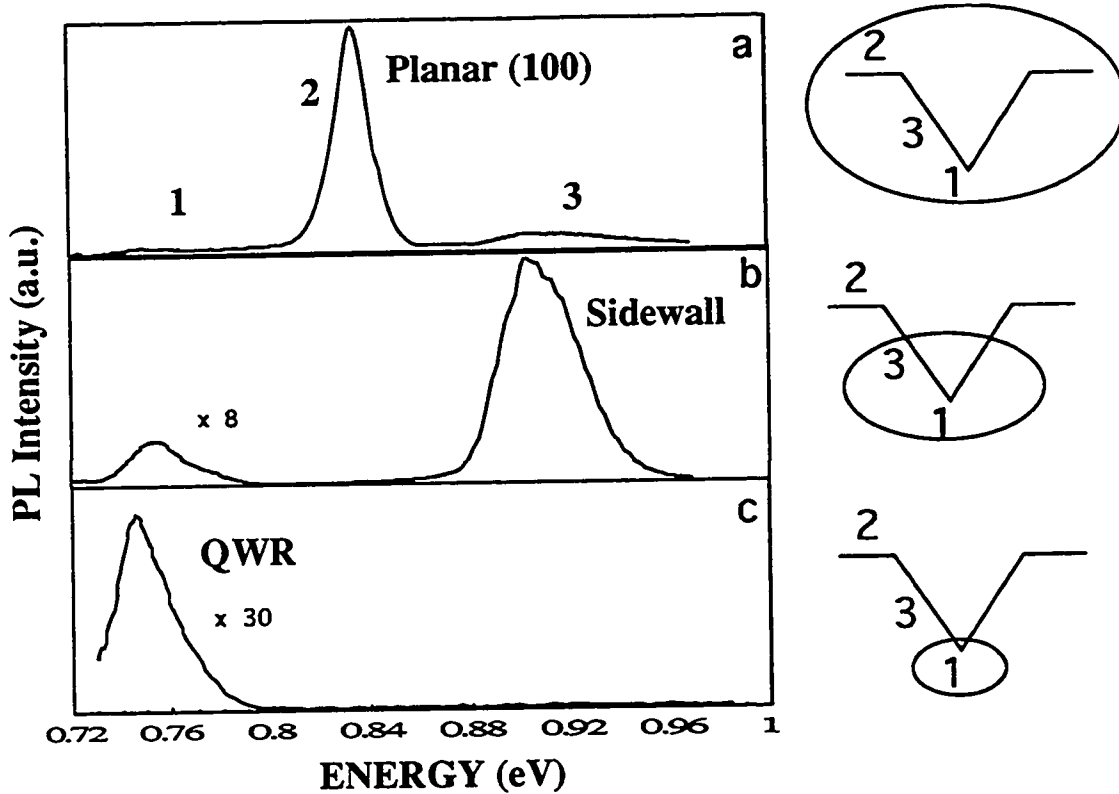 a
Planar (100)
2
1
3
b
Sidewall
x 8
c
QWR
x 30
0.72 0.76 0.8 0.84 0.88 0.92 0.96 1
ENERGY (eV)
PL Intensity (a.u.)
2
3
1
2
3
1
2
3
1